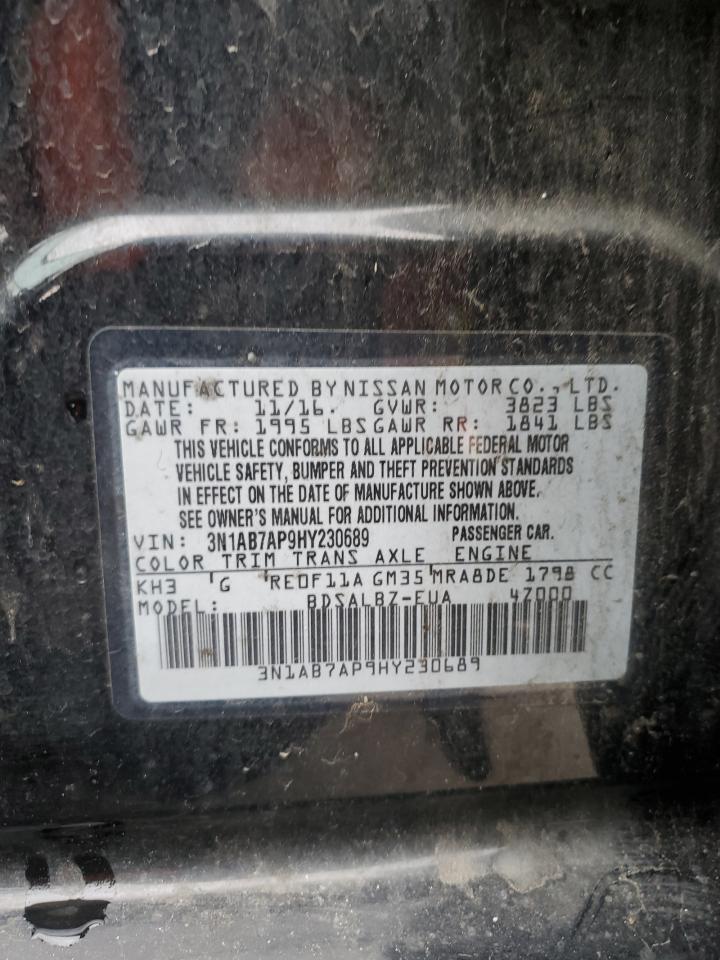 MANUFACTURED BY NISSAN MOTOR CO., LTD.
DATE: 11/16. GVWR: 3823 LBS
GAWR FR: 1995 LBS GAWR RR: 1841 LBS
THIS VEHICLE CONFORMS TO ALL APPLICABLE FEDERAL MOTOR
VEHICLE SAFETY, BUMPER AND THEFT PREVENTION STANDARDS
IN EFFECT ON THE DATE OF MANUFACTURE SHOWN ABOVE.
SEE OWNER'S MANUAL FOR ADDITIONAL INFORMATION.
VIN: 3N1AB7AP9HY230689 PASSENGER CAR.
COLOR TRIM TRANS AXLE ENGINE
KH3 'G RE0F11A GM35'MRA8DE 1798 CC
MODEL: BDSALBZ-EUA 4Z000
3N1AB7AP9HY230689